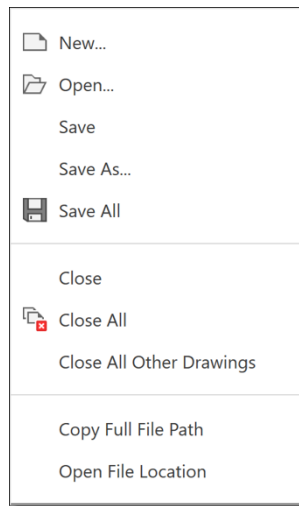 New...
Open...
Save
Save As...
Save All
Close
Close All
Close All Other Drawings
Copy Full File Path
Open File Location